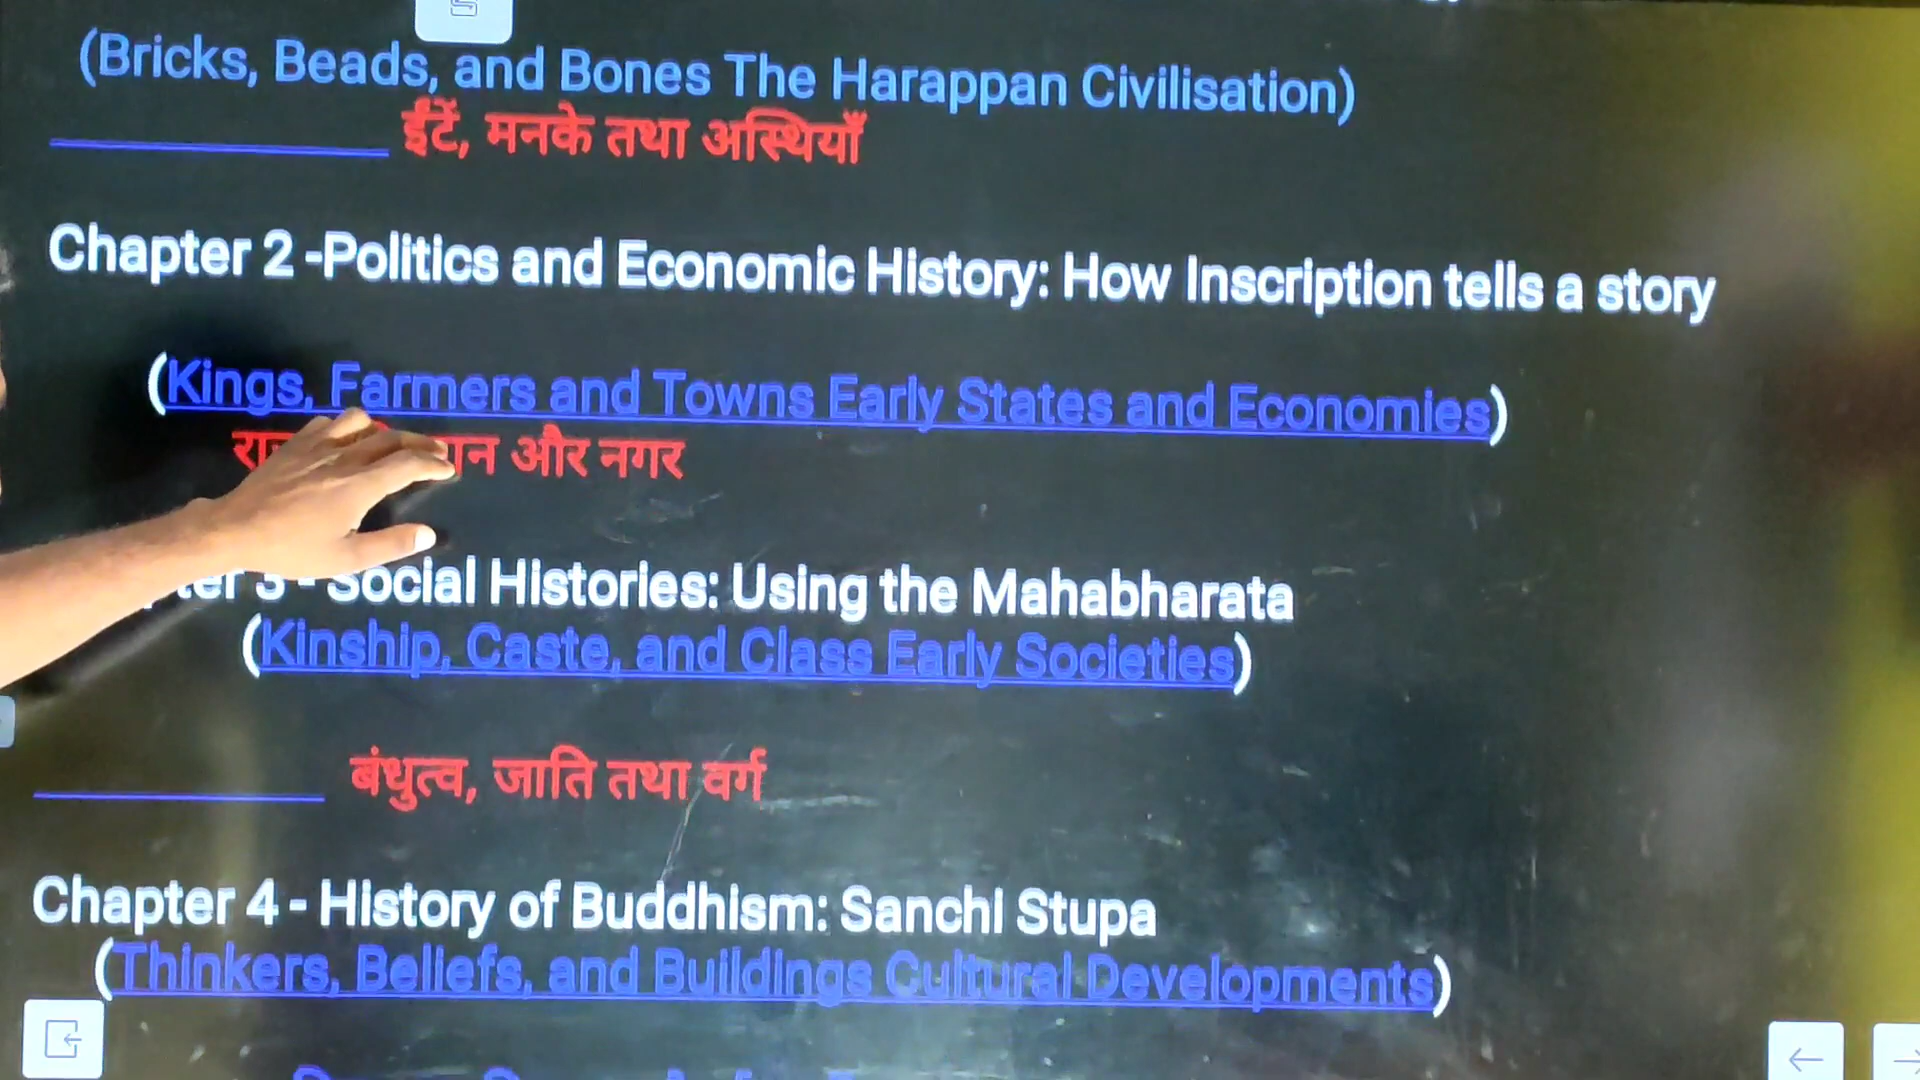 (Bricks, Beads, and Bones The Harappan Civilisation)
ईंटें, मनके तथा अस्थियाँ
Chapter 2 -Politics and Economic History: How Inscription tells a story
(Kings, Farmers and Towns Early States and Economies)
और नगर
3 - Social Histories: Using the Mahabharata
(Kinship, Caste, and Class Early Societies)
बंधुत्व, जाति तथा वर्ग
Chapter 4 - History of Buddhism: Sanchi Stupa
(Thinkers, Beliefs, and Buildings Cultural Developments)